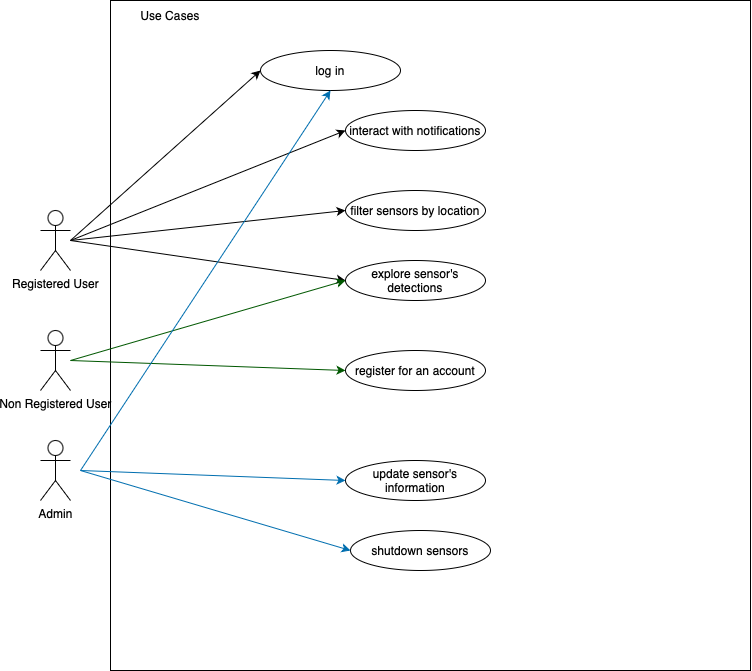 Use Cases
log in
interact with notifications
filter sensors by location
Registered User
explore sensor's
detections
register for an account
Non Registered User
update sensor's
information
Admin
shutdown sensors